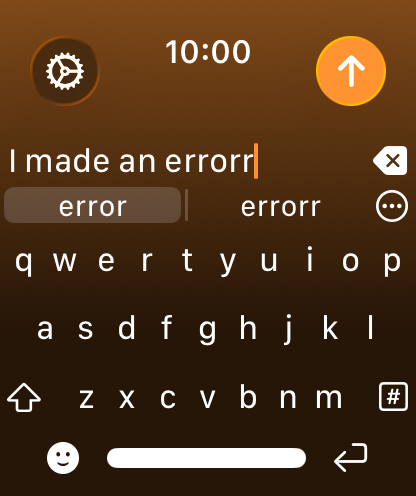 10:00
I made an errorr
error errorr
q w e r t y u i o p
a s d f g h j k l
z x c v b n m #